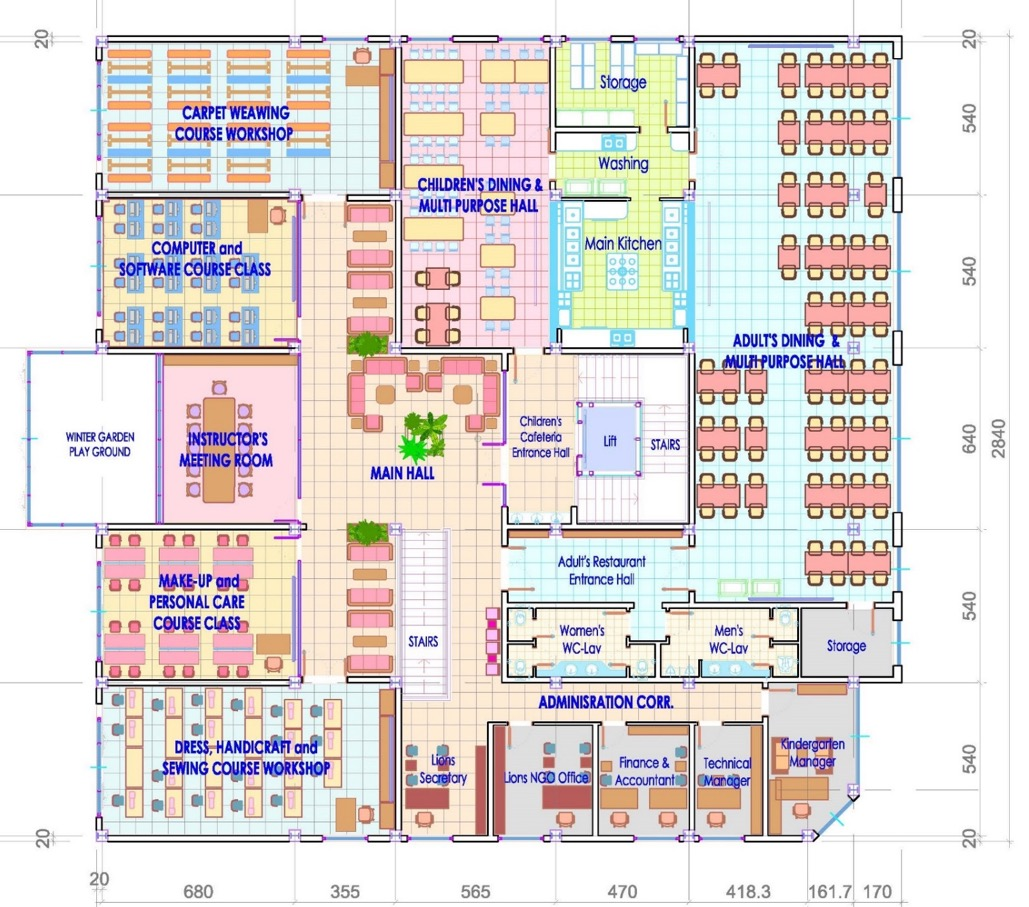 20
20
Storage
CARPET WEAWING
COURSE WORKSHOP
540
Washing
CHILDREN'S DINING &
MULTI PURPOSE HALL
COMPUTER and
SOFTWARE COURSE CLASS
Main Kitchen
540
ADULT'S DINING &
MULTI PURPOSE HALL
WINTER GARDEN
PLAY GROUND
INSTRUCTOR'S
MEETING ROOM
MAIN HALL
Children's
Cafeteria
Entrance Hall
Lift
STAIRS
640
2840
Adult's Restaurant
Entrance Hall
MAKE-UP and
PERSONAL CARE
COURSE CLASS
STAIRS
Women's
WC-Lav
Men's
WC-Lav
Storage
540
ADMINISRATION CORR.
DRESS, HANDICRAFT and
SEWING COURSE WORKSHOP
Lions
Secretary
Lions NGO Office
Finance &
Accountant
Technical
Manager
Kindergarten
Manager
540
20
20
20
680
355
565
470
418.3
161.7
170